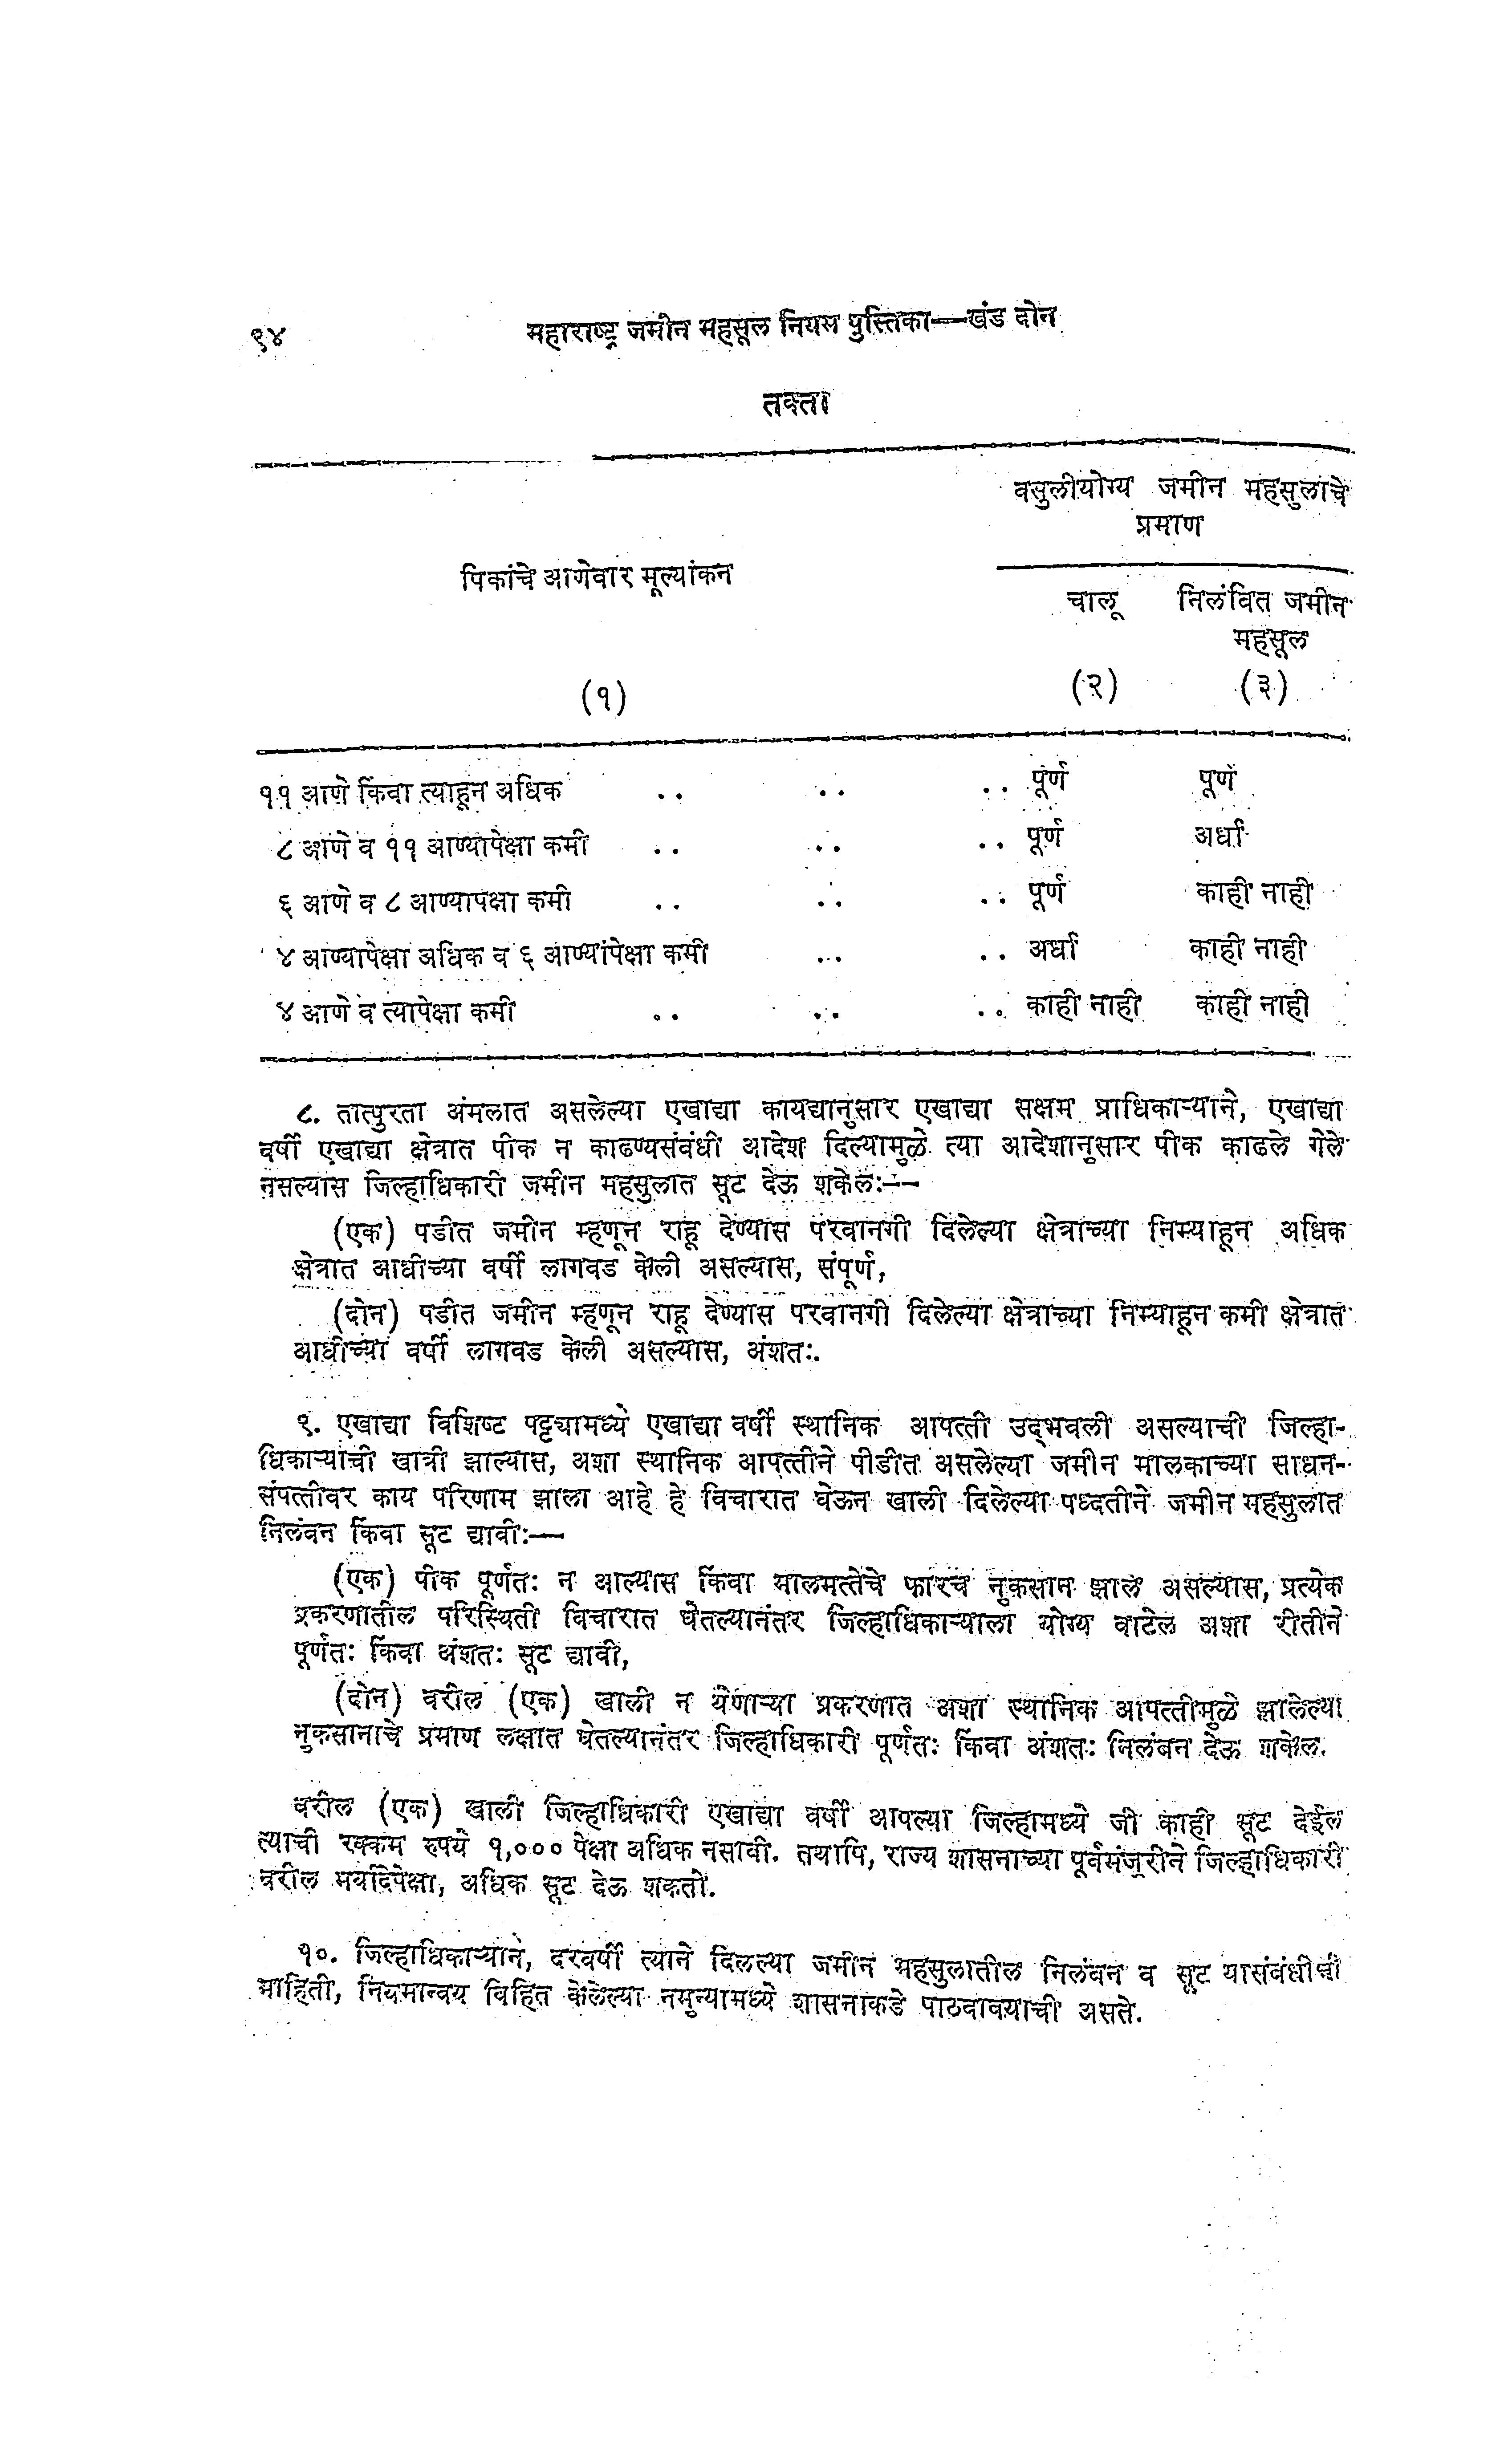 ९४ महाराष्ट्र जमीन महसूल नियम पुस्तिका—खंड दोन
तक्ता
वसुलीयोग्य जमीन महसुलाचे
प्रमाण
पिकांचे आणेवार मूल्यांकन
चालू निलंबित जमीन
महसूल
(१) (२) (३)
११ आणे किंवा त्याहून अधिक .. .. .. पूर्ण पूर्ण
८ आणे व ११ आण्यापेक्षा कमी .. .. .. पूर्ण अर्धा
६ आणे व ८ आण्यापेक्षा कमी .. .. .. पूर्ण काही नाही
४ आण्यापेक्षा अधिक व ६ आण्यांपेक्षा कमी .. .. अर्धा काही नाही
४ आणे व त्यापेक्षा कमी .. .. .. काही नाही काही नाही
८. तात्पुरता अंमलात असलेल्या एखाद्या कायद्यानुसार एखाद्या सक्षम प्राधिकाऱ्याने, एखाद्या
वर्षी एखाद्या क्षेत्रात पीक न काढण्यसंबंधी आदेश दिल्यामुळे त्या आदेशानुसार पीक काढले गेले
नसल्यास जिल्हाधिकारी जमीन महसुलात सूट देऊ शकेल:--
(एक) पडीत जमीन म्हणून राहू देण्यास परवानगी दिलेल्या क्षेत्राच्या निम्याहून अधिक
क्षेत्रात आधीच्या वर्षी लागवड केली असल्यास, संपूर्ण,
(दोन) पडीत जमीन म्हणून राहू देण्यास परवानगी दिलेल्या क्षेत्राच्या निम्याहून कमी क्षेत्रात
आधीच्या वर्षी लागवड केली असल्यास, अंशत:.
९. एखाद्या विशिष्ट पट्ट्यामध्ये एखाद्या वर्षी स्थानिक आपत्ती उद्‌भवली असल्याची जिल्हा-
धिकाऱ्यांची खात्री झाल्यास, अशा स्थानिक आपत्तीने पीडीत असलेल्या जमीन मालकाच्या साधन-
संपत्तीवर काय परिणाम झाला आहे हे विचारात घेऊन खाली दिलेल्या पध्दतीने जमीन महसुलात
निलंबन किंवा सूट द्यावी:—
(एक) पीक पूर्णत: न आल्यास किंवा मालमत्तेचे फारच नुकसान झाले असल्यास, प्रत्येक
प्रकरणातील परिस्थिती विचारात घेतल्यानंतर जिल्हाधिकाऱ्याला योग्य वाटेल अशा रीतीने
पूर्णत: किंवा अंशत: सूट द्यावी,
(दोन) वरील (एक) खाली न येणाऱ्या प्रकरणात अशा स्थानिक आपत्तीमुळे झालेल्या
नुकसानाचे प्रमाण लक्षात घेतल्यानंतर जिल्हाधिकारी पूर्णत: किंवा अंशत: निलंबन देऊ शकेल.
वरील (एक) खाली जिल्हाधिकारी एखाद्या वर्षी आपल्या जिल्हामध्ये जी काही सूट देईल
त्याची रक्कम रुपये १,००० पेक्षा अधिक नसावी. तथापि, राज्य शासनाच्या पूर्वमंजुरीने जिल्हाधिकारी
वरील मर्यादेपेक्षा, अधिक सूट देऊ शकतो.
१०. जिल्हाधिकाऱ्याने, दरवर्षी त्याने दिलल्या जमीन महसुलातील निलंबन व सूट यासंबंधीची
माहिती, नियमान्वय विहित केलेल्या नमुन्यामध्ये शासनाकडे पाठवावयाची असते.